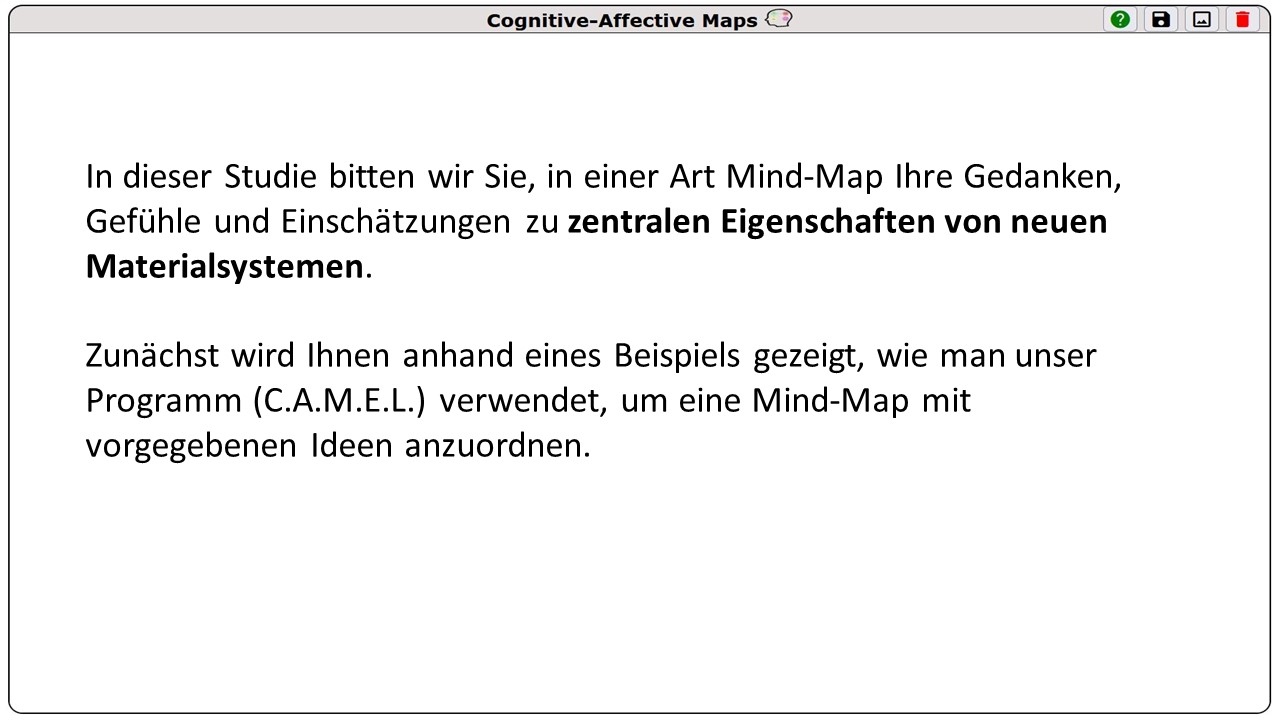 Cognitive-Affective Maps
In dieser Studie bitten wir Sie, in einer Art Mind-Map Ihre Gedanken,
Gefühle und Einschätzungen zu zentralen Eigenschaften von neuen
Materialsystemen.
Zunächst wird Ihnen anhand eines Beispiels gezeigt, wie man unser
Programm (C.A.M.E.L.) verwendet, um eine Mind-Map mit
vorgegebenen Ideen anzuordnen.